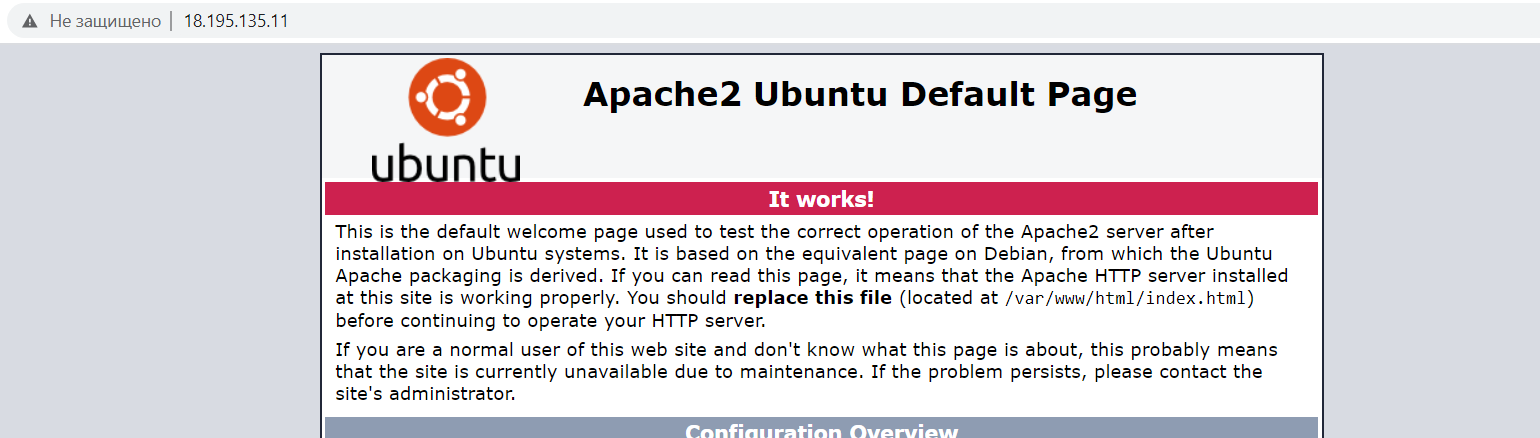 Не защищено | 18.195.135.11
Apache2 Ubuntu Default Page
ubuntu
It works!
This is the default welcome page used to test the correct operation of the Apache2 server after
installation on Ubuntu systems. It is based on the equivalent page on Debian, from which the Ubuntu
Apache packaging is derived. If you can read this page, it means that the Apache HTTP server installed
at this site is working properly. You should replace this file (located at /var/www/html/index.html)
before continuing to operate your HTTP server.
If you are a normal user of this web site and don't know what this page is about, this probably means
that the site is currently unavailable due to maintenance. If the problem persists, please contact the
site's administrator.
Configuration Overview